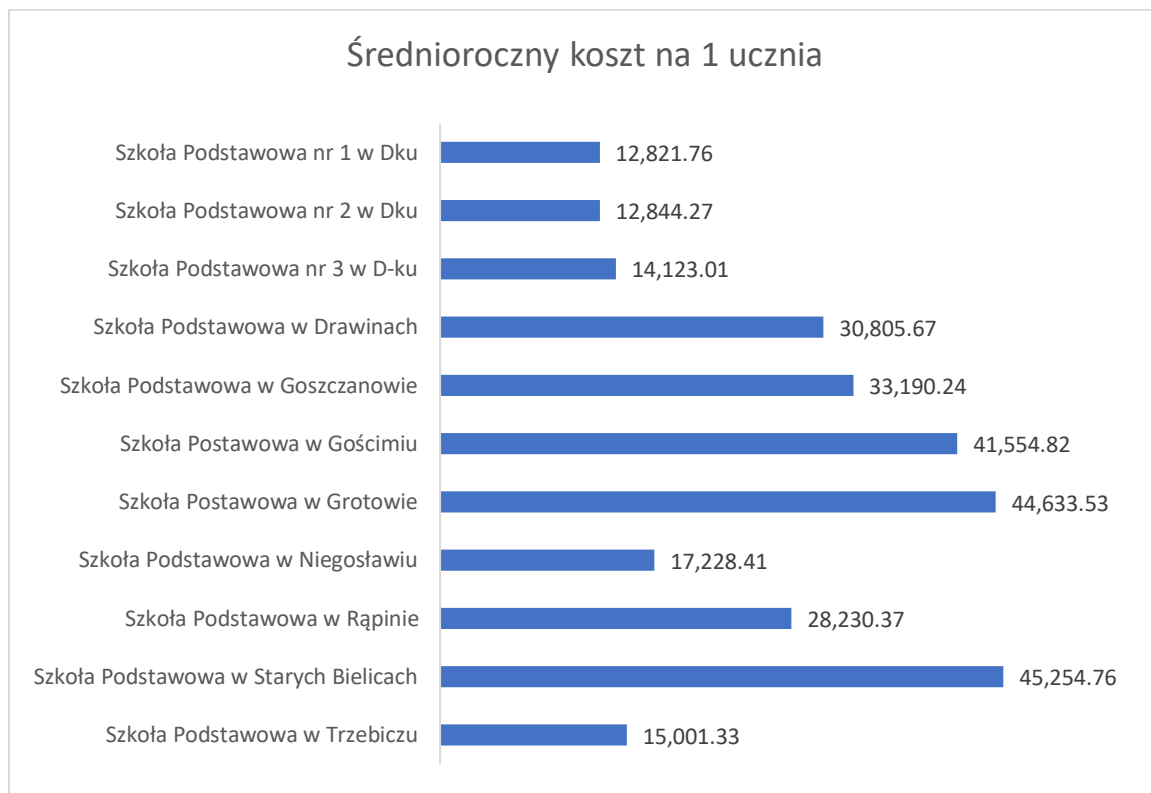 Średnioroczny koszt na 1 ucznia
Szkoła Podstawowa nr 1 w Dku 12,821.76
Szkoła Podstawowa nr 2 w Dku 12,844.27
Szkoła Podstawowa nr 3 w D-ku 14,123.01
Szkoła Podstawowa w Drawinach 30,805.67
Szkoła Podstawowa w Goszczanowie 33,190.24
Szkoła Postawowa w Gościmiu 41,554.82
Szkoła Postawowa w Grotowie 44,633.53
Szkoła Podstawowa w Niegosławiu 17,228.41
Szkoła Podstawowa w Rąpinie 28,230.37
Szkoła Podstawowa w Starych Bielicach 45,254.76
Szkoła Podstawowa w Trzebiczu 15,001.33